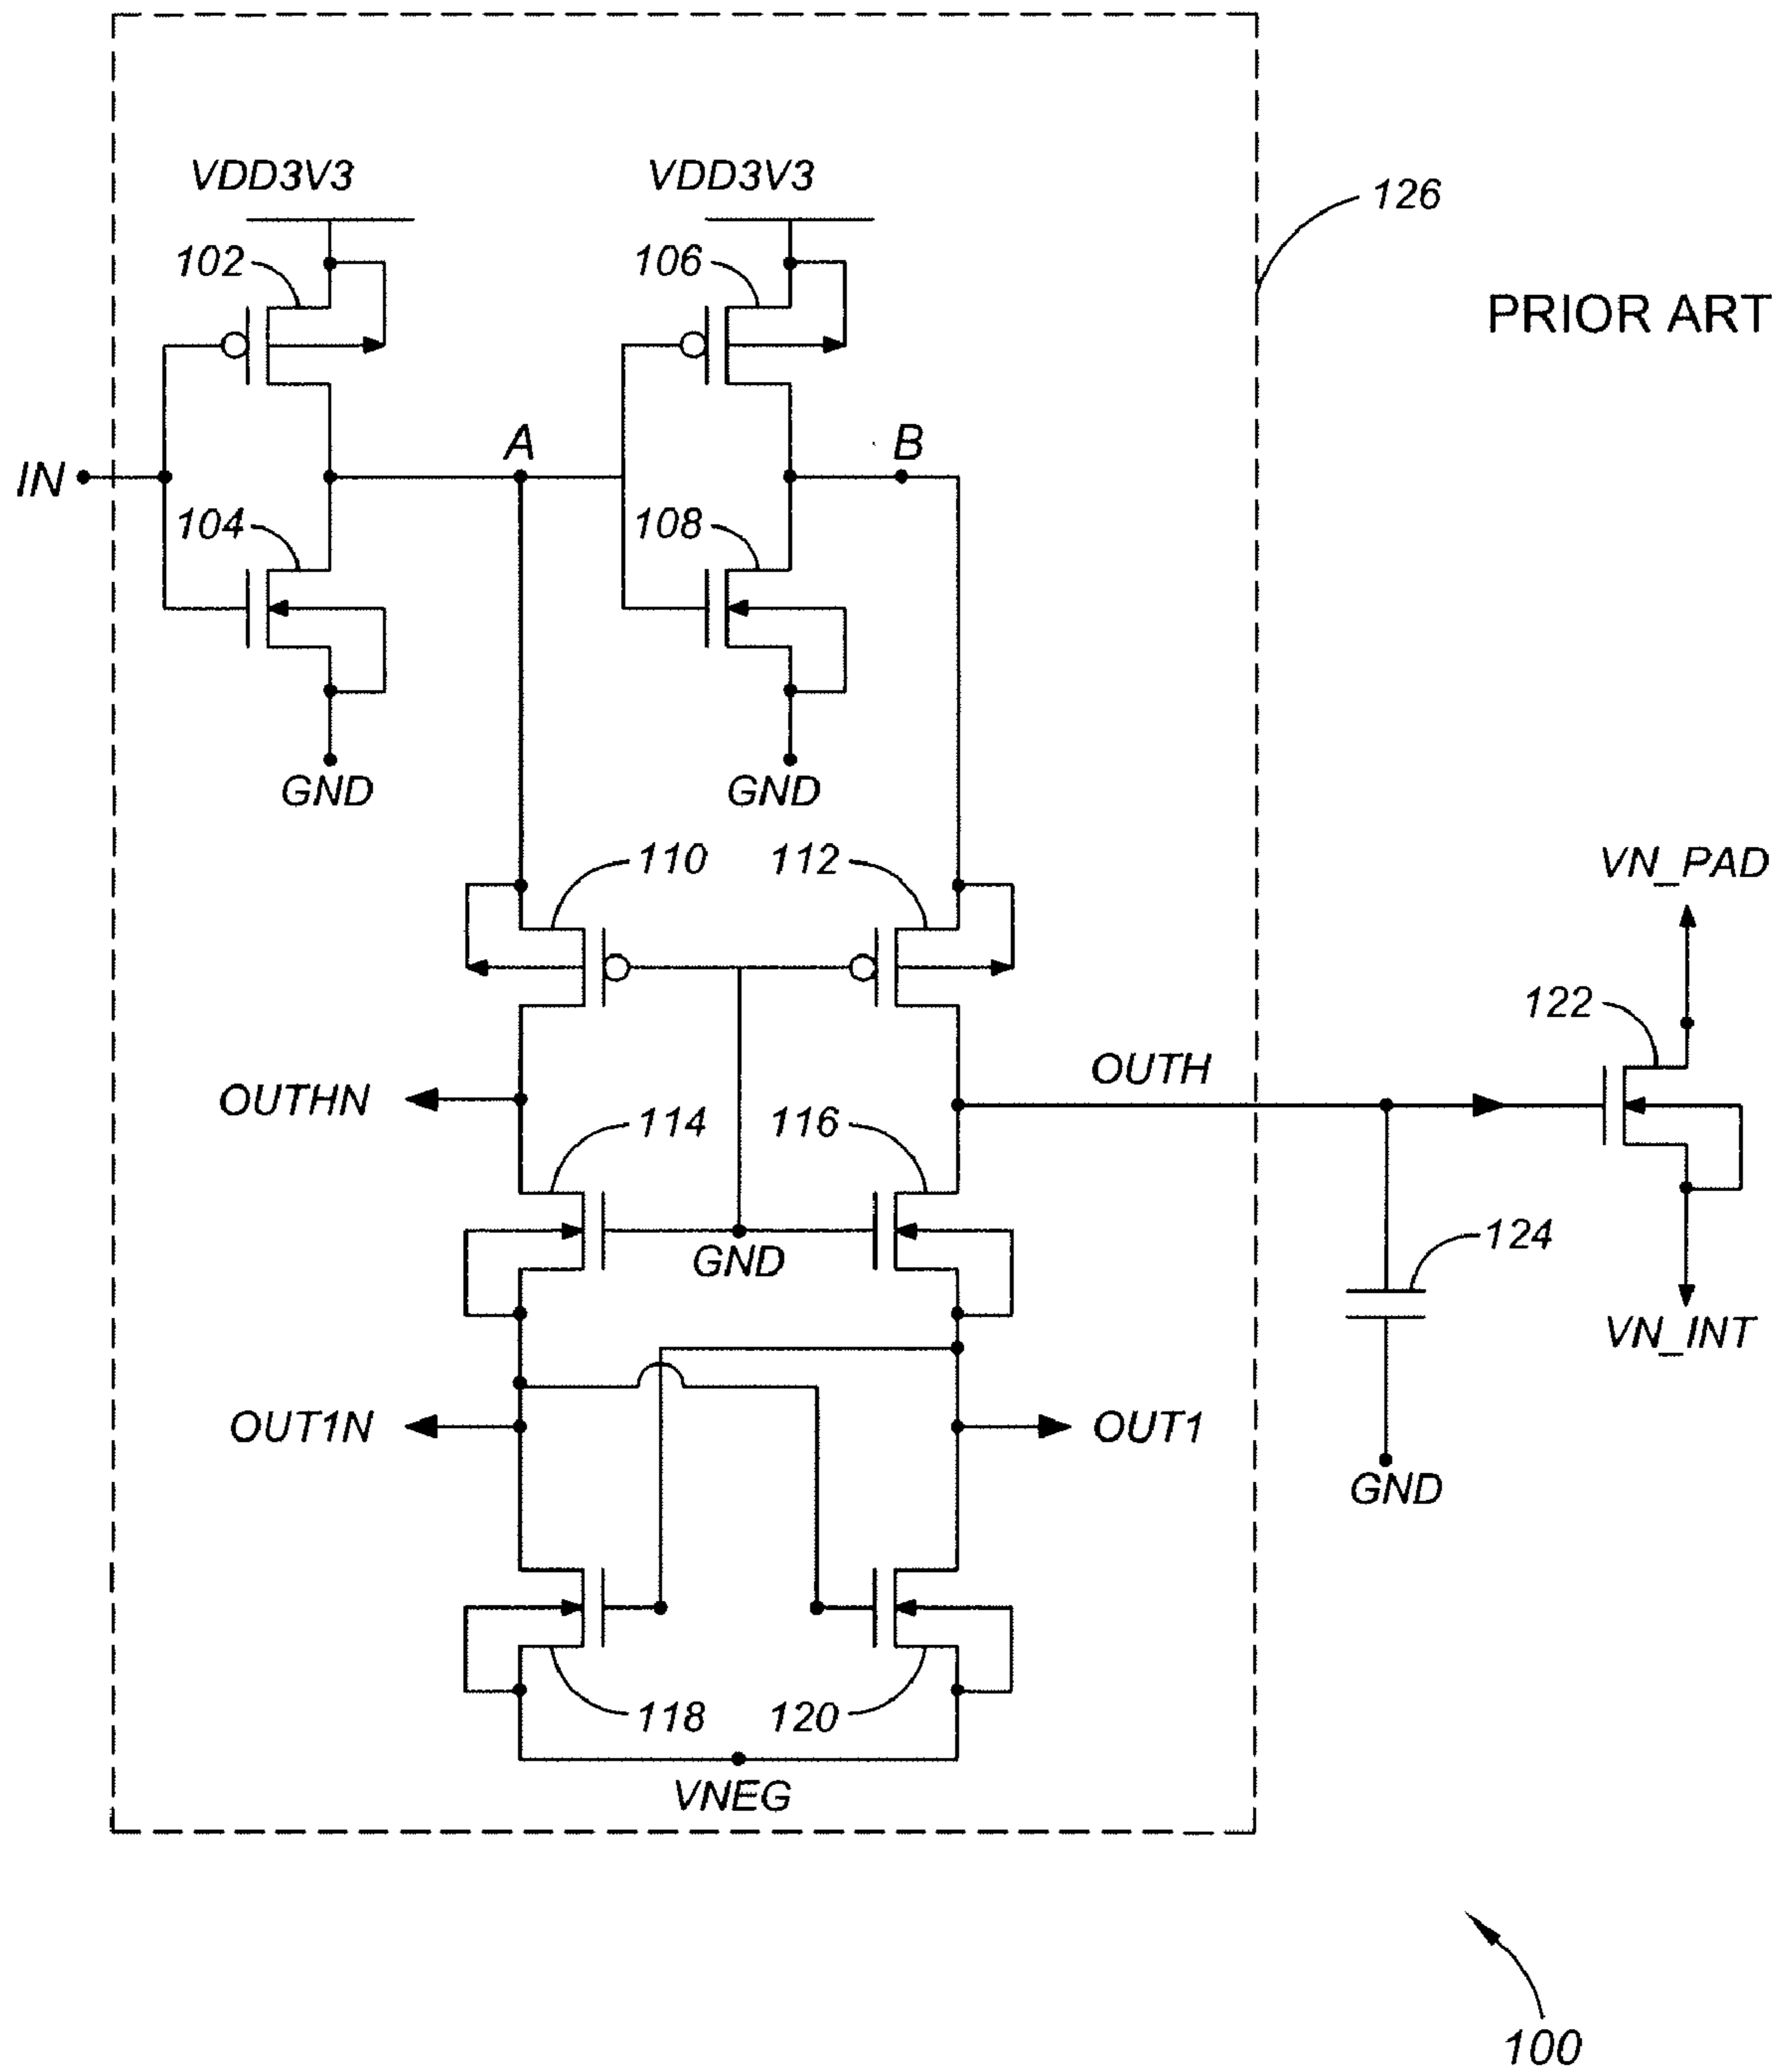 VDD3V3 VDD3V3
126
102 106
PRIOR ART
A B
IN
104 108
GND GND
110 112
VN_PAD
122
OUTH
OUTHN
114 116
124
GND
VN_INT
OUT1N OUT1
GND
118 120
VNEG
100